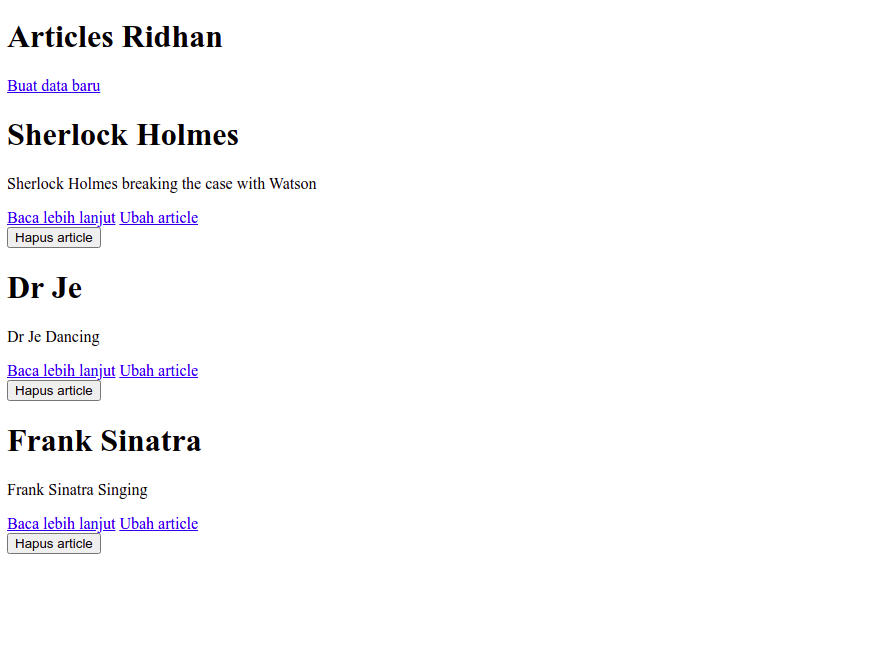 Articles Ridhan
Buat data baru
Sherlock Holmes
Sherlock Holmes breaking the case with Watson
Baca lebih lanjut Ubah article
Hapus article
Dr Je
Dr Je Dancing
Baca lebih lanjut Ubah article
Hapus article
Frank Sinatra
Frank Sinatra Singing
Baca lebih lanjut Ubah article
Hapus article